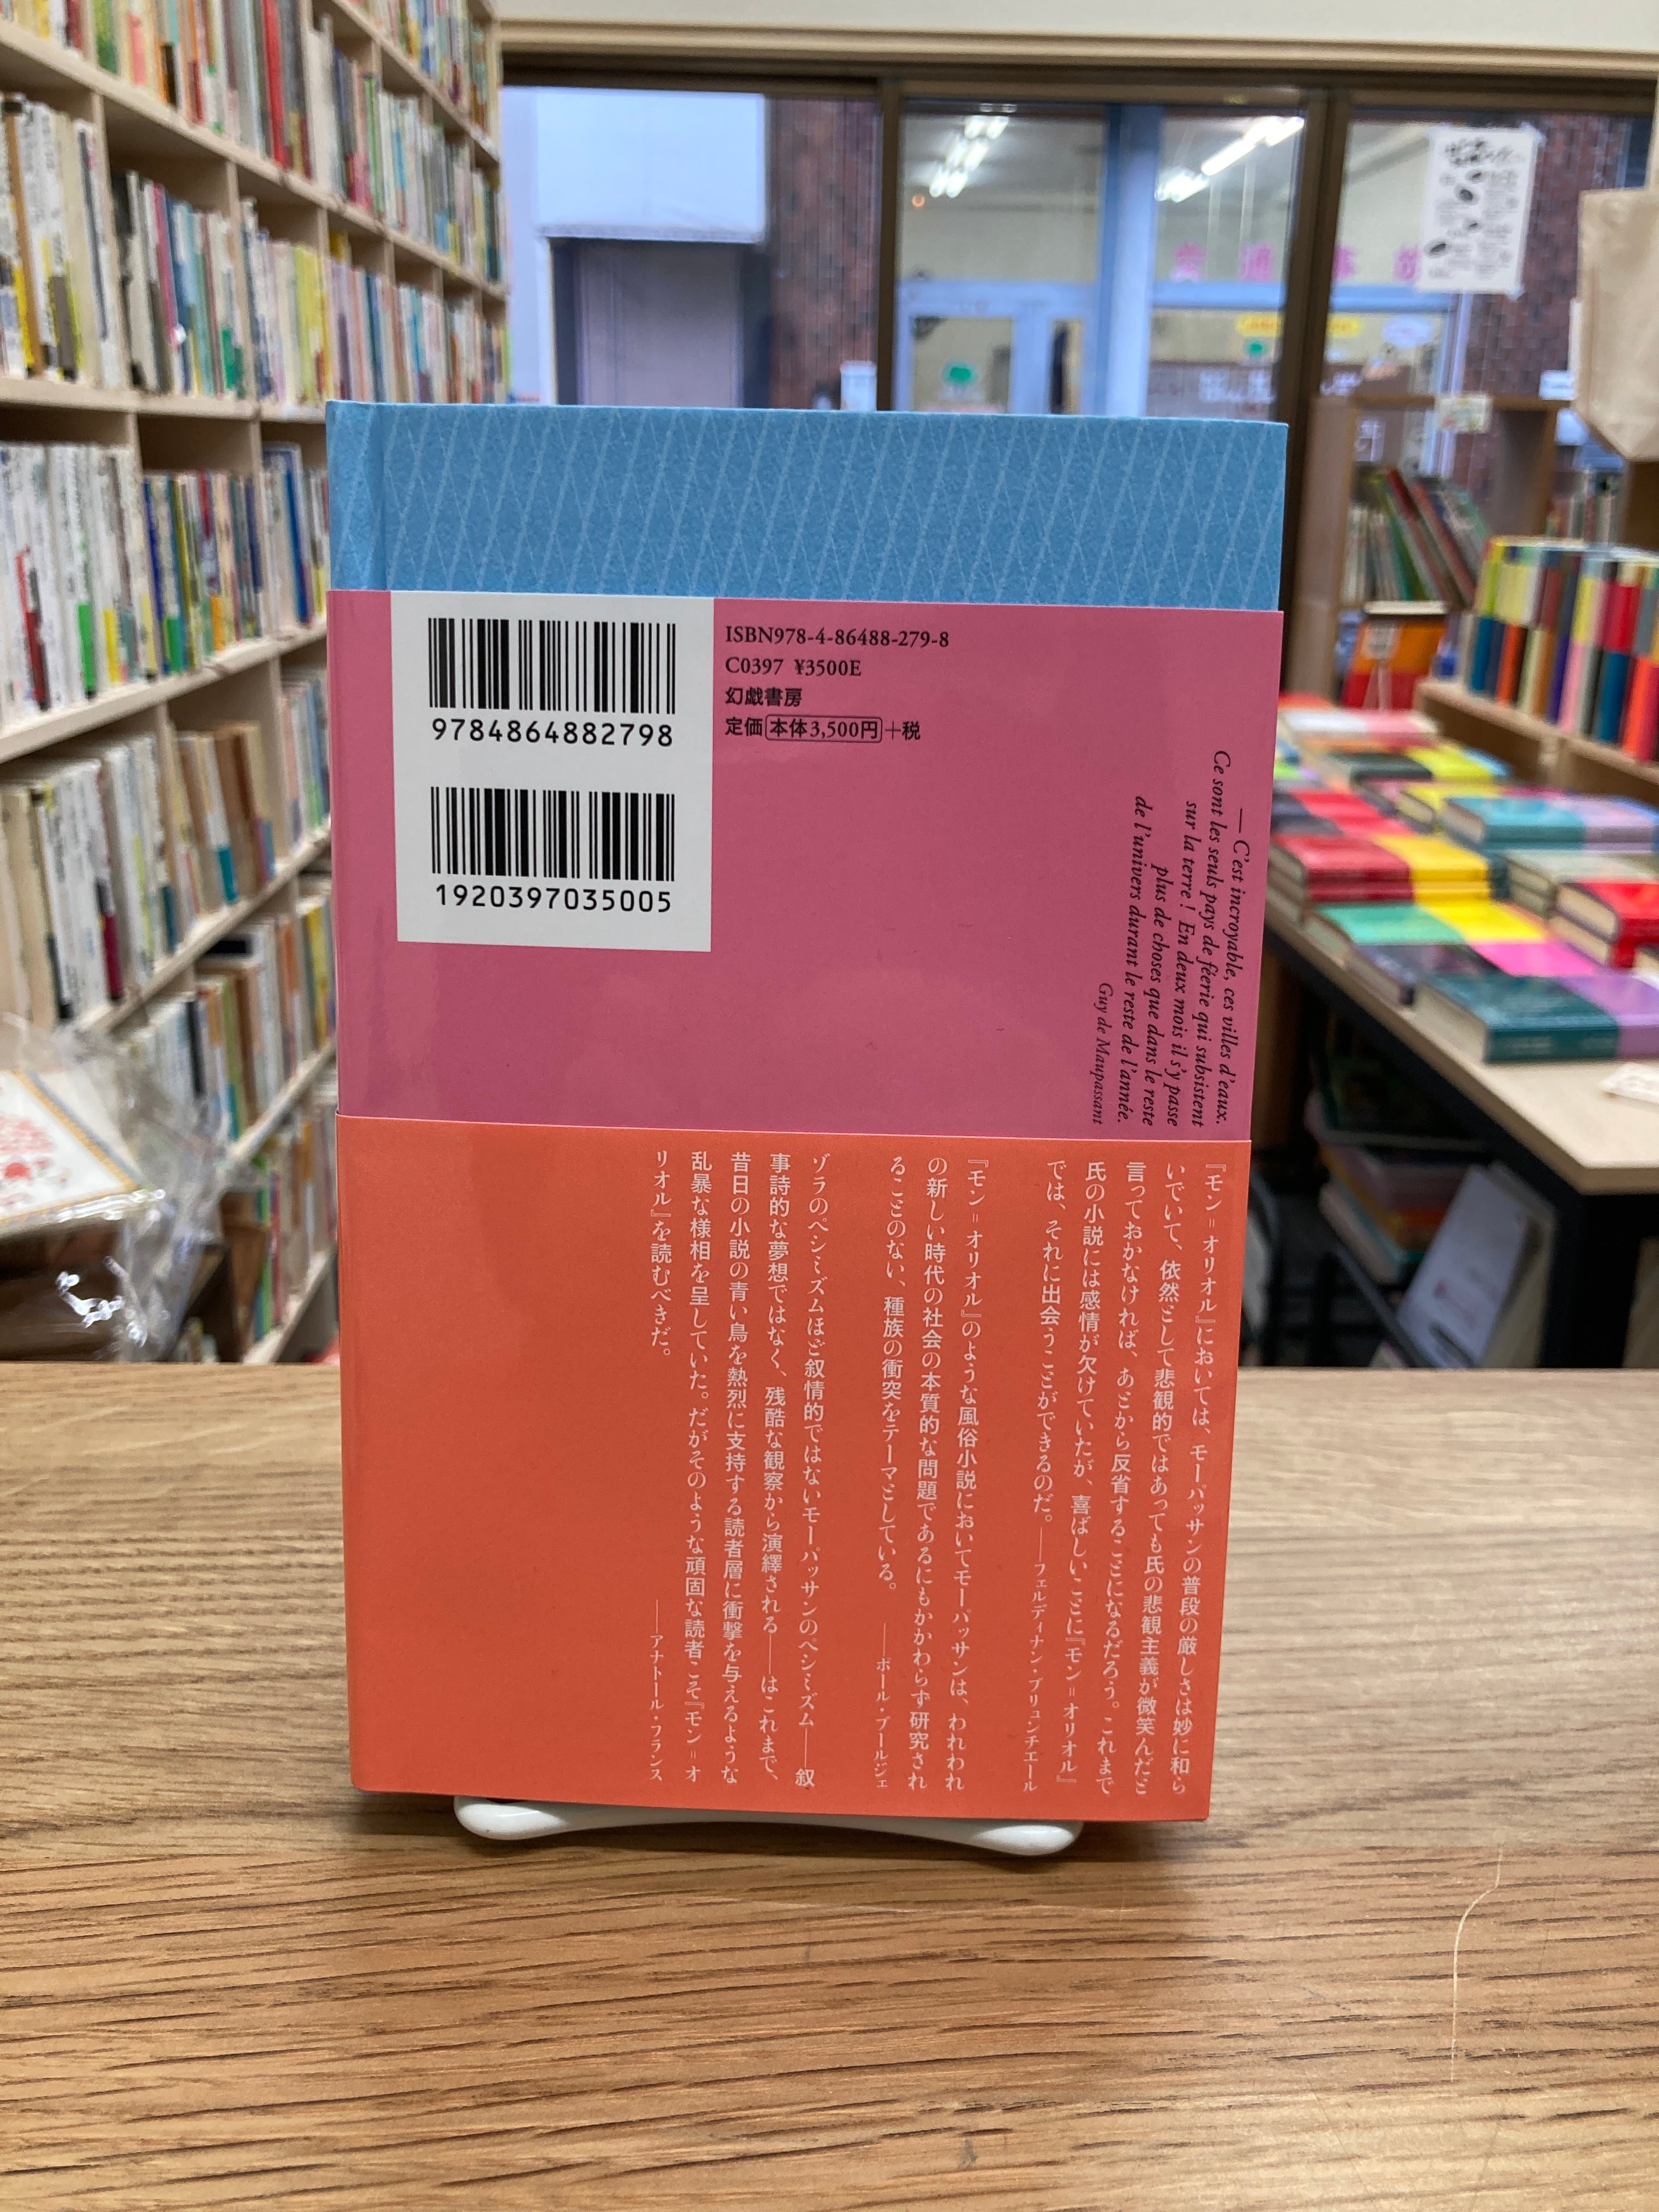 9784864882798
1920397035005
ISBN978-4-86488-279-8
C0397 ¥3500E
幻戯書房
定価 本体3,500円+税
— C'est incroyable, ces villes d'eaux.
Ce sont les seuls pays de féerie qui subsistent
sur la terre ! En deux mois il s'y passe
plus de choses que dans le reste
de l'univers durant le reste de l'année.
Guy de Maupassant
『モン＝オリオル』においては、モーパッサンの普段の厳しさは妙に和ら
いでいて、依然として悲観的ではあっても氏の悲観主義が微笑んだと
言っておかなければ、あとから反省することになるだろう。これまで
氏の小説には感情が欠けていたが、喜ばしいことに『モン＝オリオル』
では、それに出会うことができるのだ。——フェルディナン・ブリュンチエール
『モン＝オリオル』のような風俗小説においてモーパッサンは、われわれ
の新しい時代の社会の本質的な問題であるにもかかわらず研究され
ることのない、種族の衝突をテーマとしている。——ポール・ブールジェ
ゾラのペシミズムほど叙情的ではないモーパッサンのペシミズム——叙
事詩的な夢想ではなく、残酷な観察から演繹される——はこれまで、
昔日の小説の青い鳥を熱烈に支持する読者層に衝撃を与えるような
乱暴な様相を呈していた。だがそのような頑固な読者こそ『モン＝オ
リオル』を読むべきだ。——アナトール・フランス